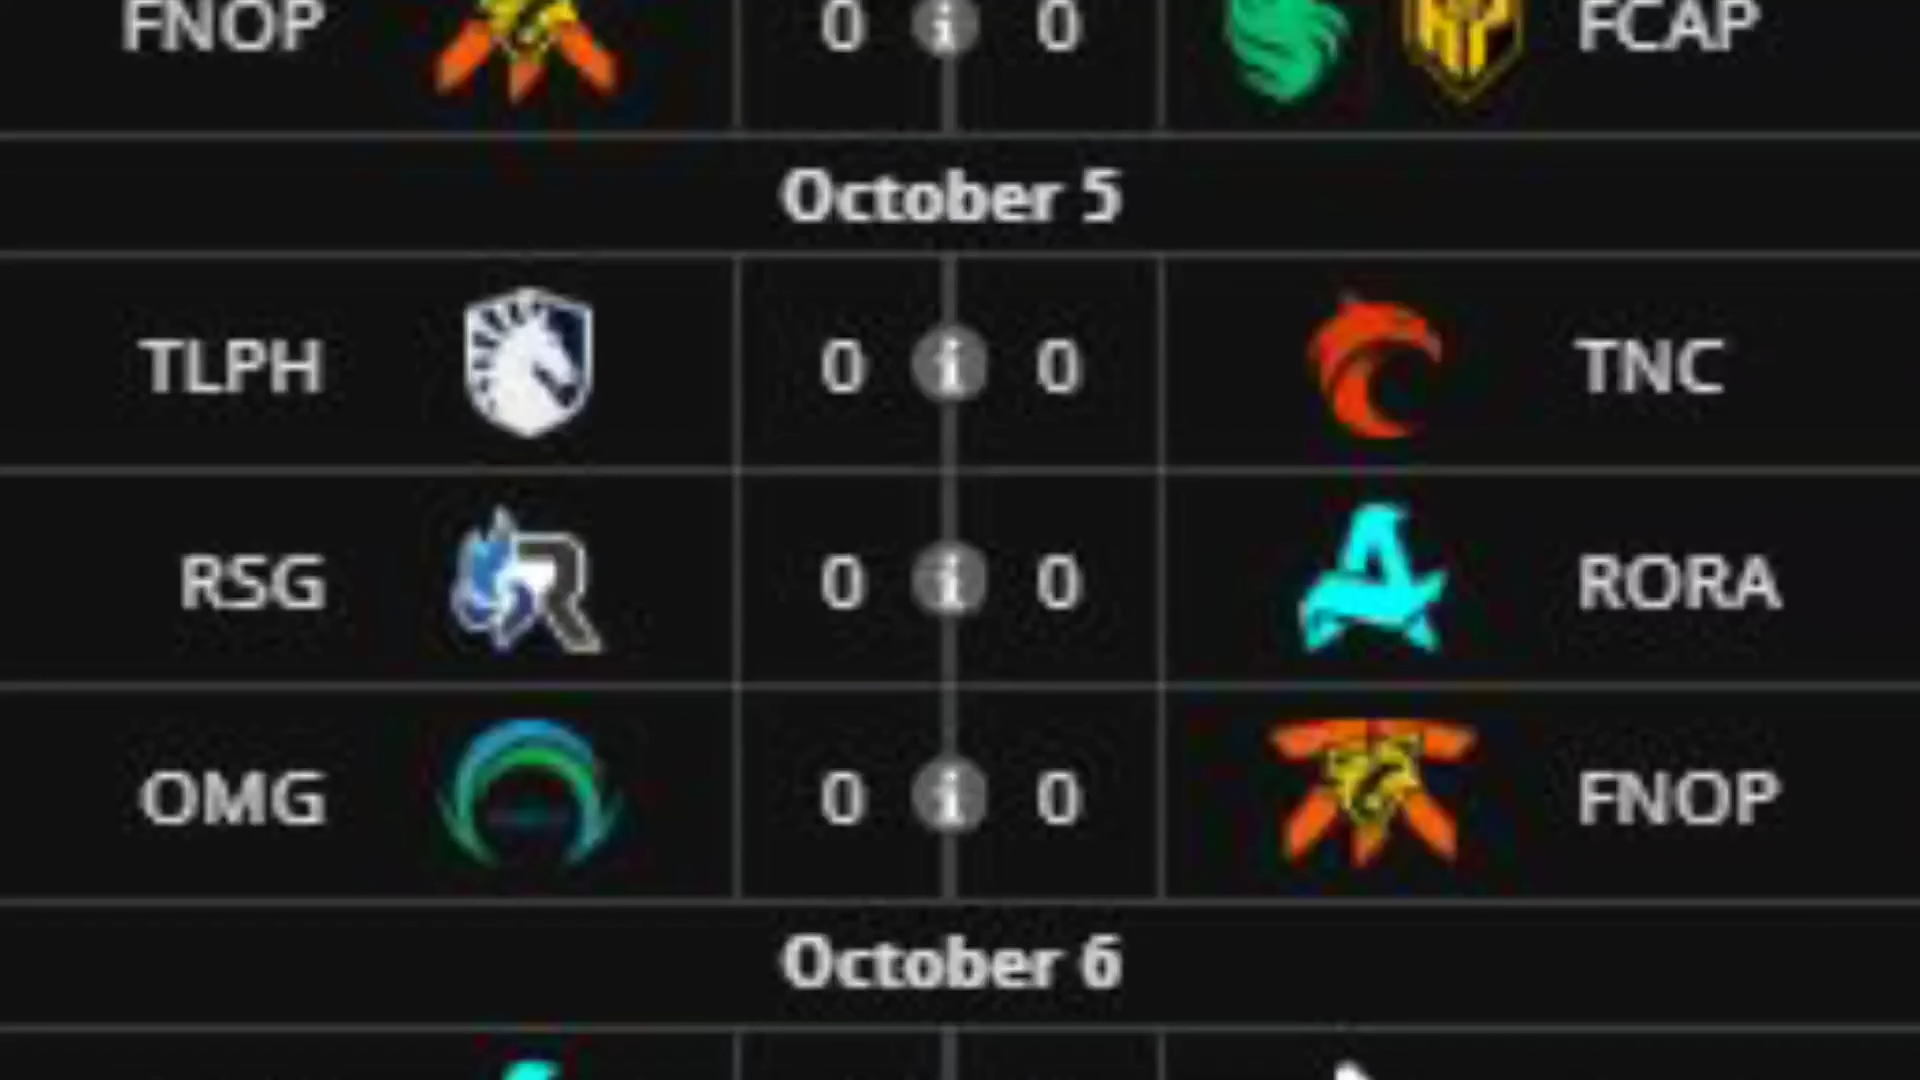 FNOP 0 i 0 FCAP
October 5
TLPH 0 i 0 TNC
RSG 0 i 0 RORA
OMG 0 i 0 FNOP
October 6